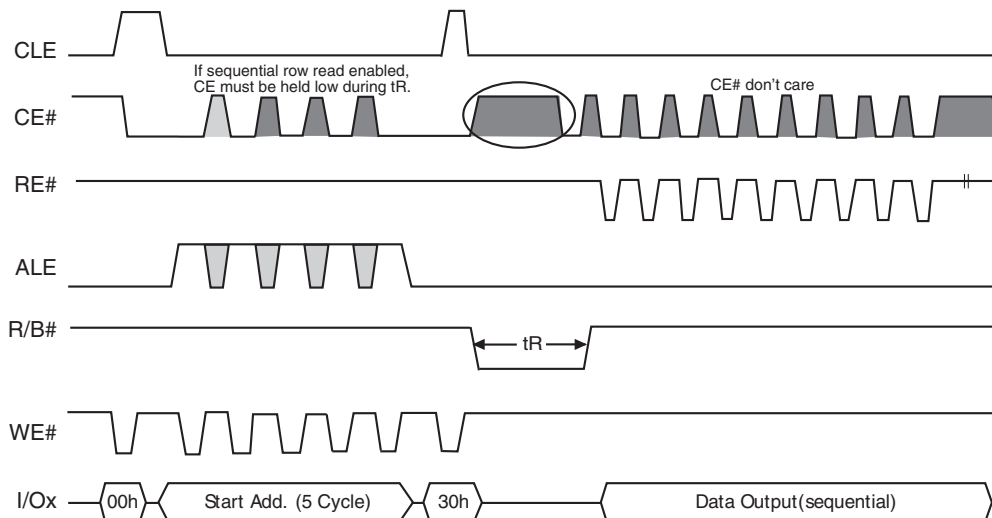 CLE
If sequential row read enabled,
CE must be held low during tR.
CE# don't care
CE#
RE#
ALE
R/B#
tR
WE#
I/Ox
00h
Start Add. (5 Cycle)
30h
Data Output(sequential)